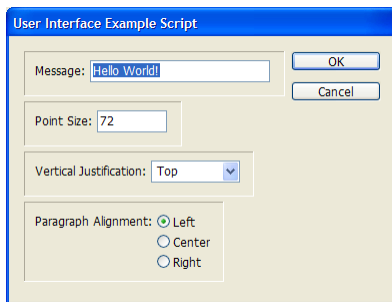 User Interface Example Script
Message: Hello World!
OK
Cancel
Point Size: 72
Vertical Justification: Top
Paragraph Alignment: Left
Center
Right